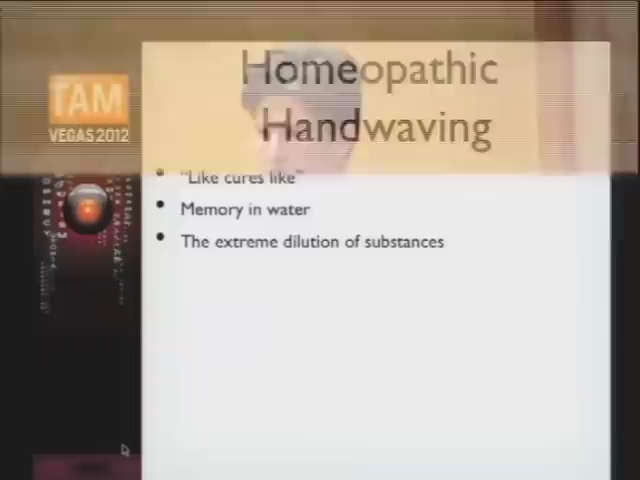 TAM
VEGAS 2012
Homeopathic
Handwaving
• "Like cures like"
• Memory in water
• The extreme dilution of substances